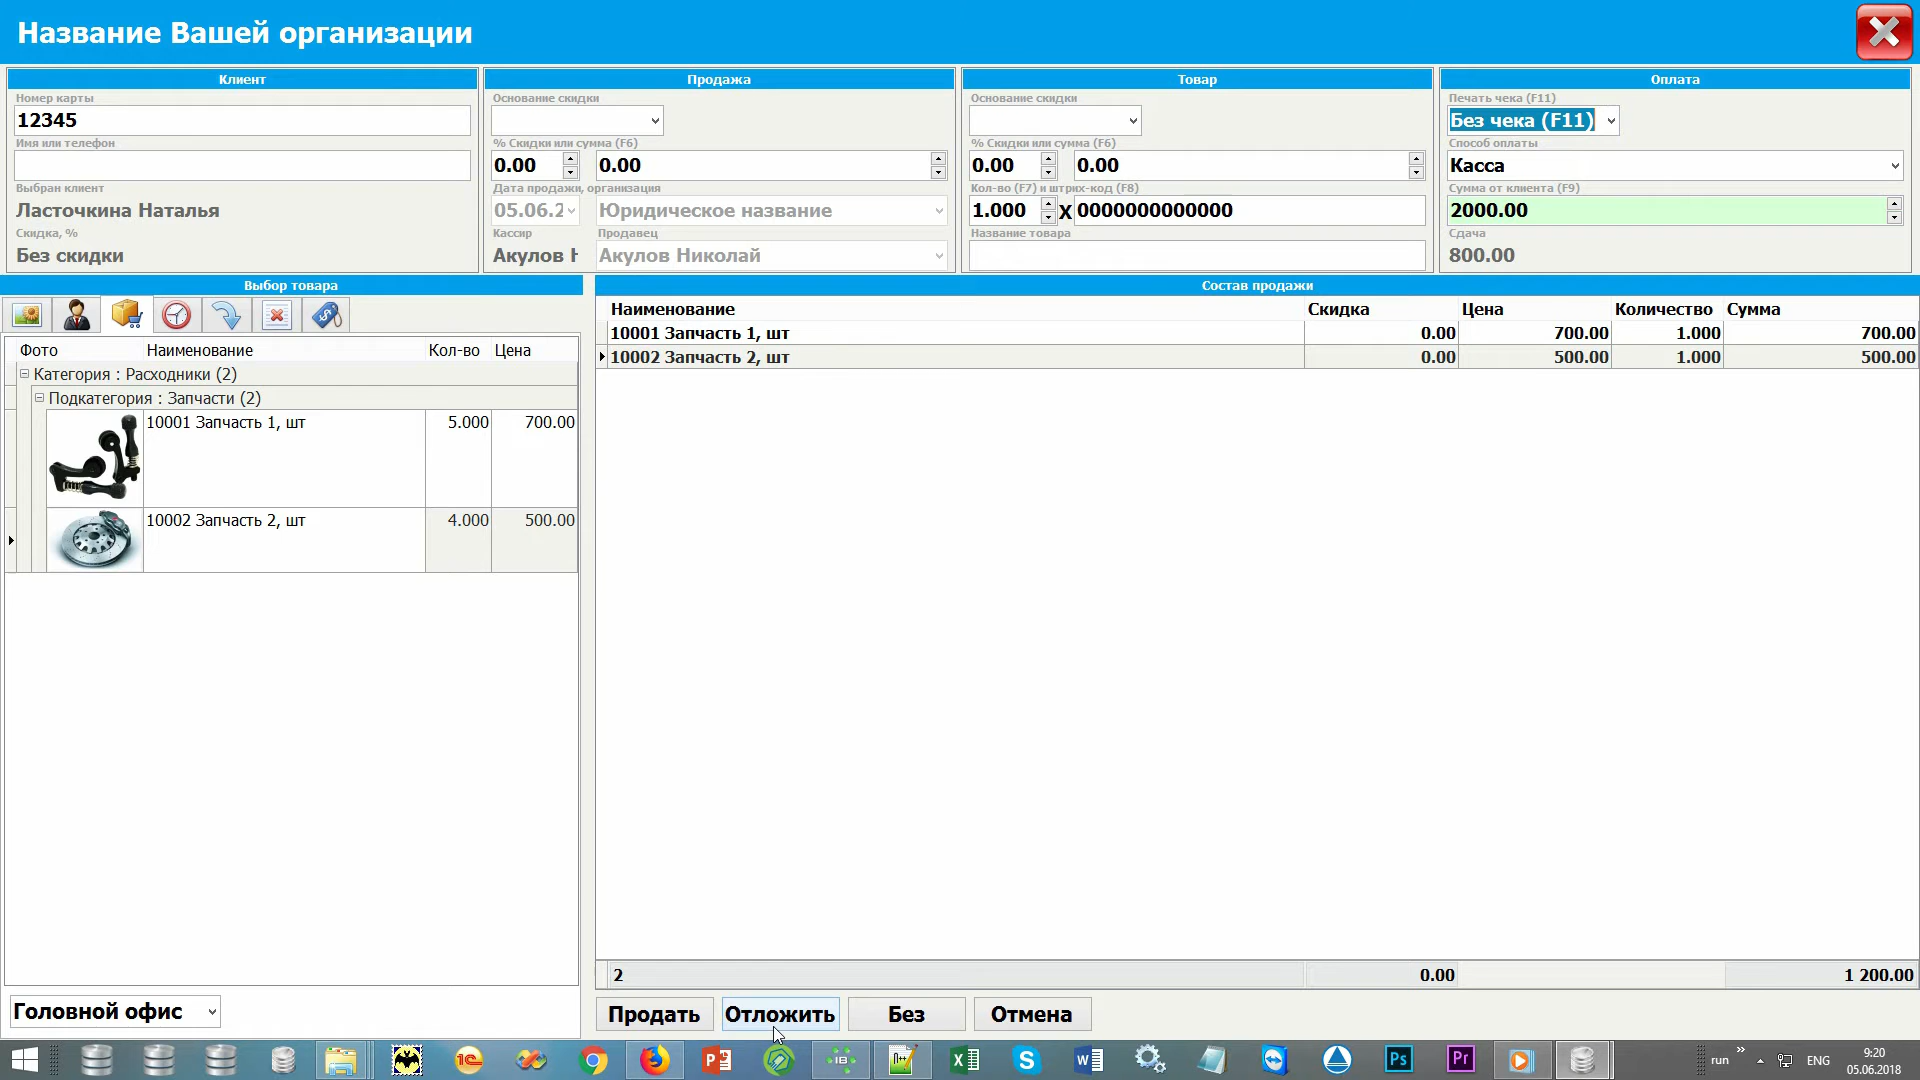 Название Вашей организации
Клиент
Номер карты
12345
Имя или телефон
Выбран клиент
Ласточкина Наталья
Скидка, %
Без скидки
Продажа
Основание скидки
% Скидки или сумма (F6)
0.00 0.00
Дата продажи, организация
05.06.2 Юридическое название
Кассир Продавец
Акулов Н Акулов Николай
Товар
Основание скидки
% Скидки или сумма (F6)
0.00 0.00
Кол-во (F7) и штрих-код (F8)
1.000 X 0000000000000
Название товара
Оплата
Печать чека (F11)
Без чека (F11)
Способ оплаты
Касса
Сумма от клиента (F9)
2000.00
Сдача
800.00
Выбор товара
Фото Наименование Кол-во Цена
Категория : Расходники (2)
Подкатегория : Запчасти (2)
10001 Запчасть 1, шт 5.000 700.00
10002 Запчасть 2, шт 4.000 500.00
Головной офис
Состав продажи
Наименование Скидка Цена Количество Сумма
10001 Запчасть 1, шт 0.00 700.00 1.000 700.00
10002 Запчасть 2, шт 0.00 500.00 1.000 500.00
2 0.00 1 200.00
Продать Отложить Без Отмена
run ENG 9:20
05.06.2018